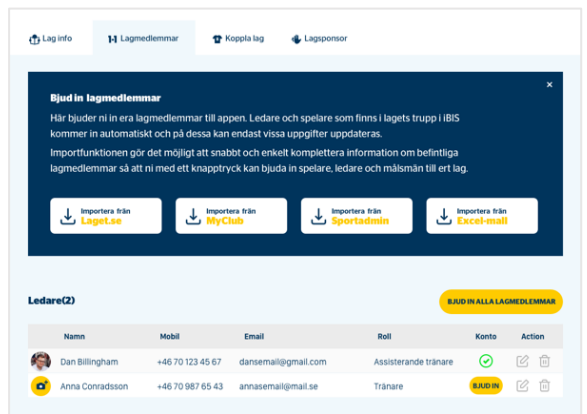 Lag info Lagmedlemmar Koppla lag Lagsponsor
×
Bjud in lagmedlemmar
Här bjuder ni in era lagmedlemmar till appen. Ledare och spelare som finns i lagets trupp i iBIS
kommer in automatiskt och på dessa kan endast vissa uppgifter uppdateras.
Importfunktionen gör det möjligt att snabbt och enkelt komplettera information om befintliga
lagmedlemmar så att ni med ett knapptryck kan bjuda in spelare, ledare och målsmän till ert lag.
Importera från Importera från Importera från Importera från
Laget.se MyClub Sportadmin Excel-mall
Ledare(2) BJUD IN ALLA LAGMEDLEMMAR
Namn Mobil Email Roll Konto Action
Dan Billingham +46 70 123 45 67 dansemail@gmail.com Assisterande tränare
Anna Conradsson +46 70 987 65 43 annasemail@mail.se Tränare BJUD IN